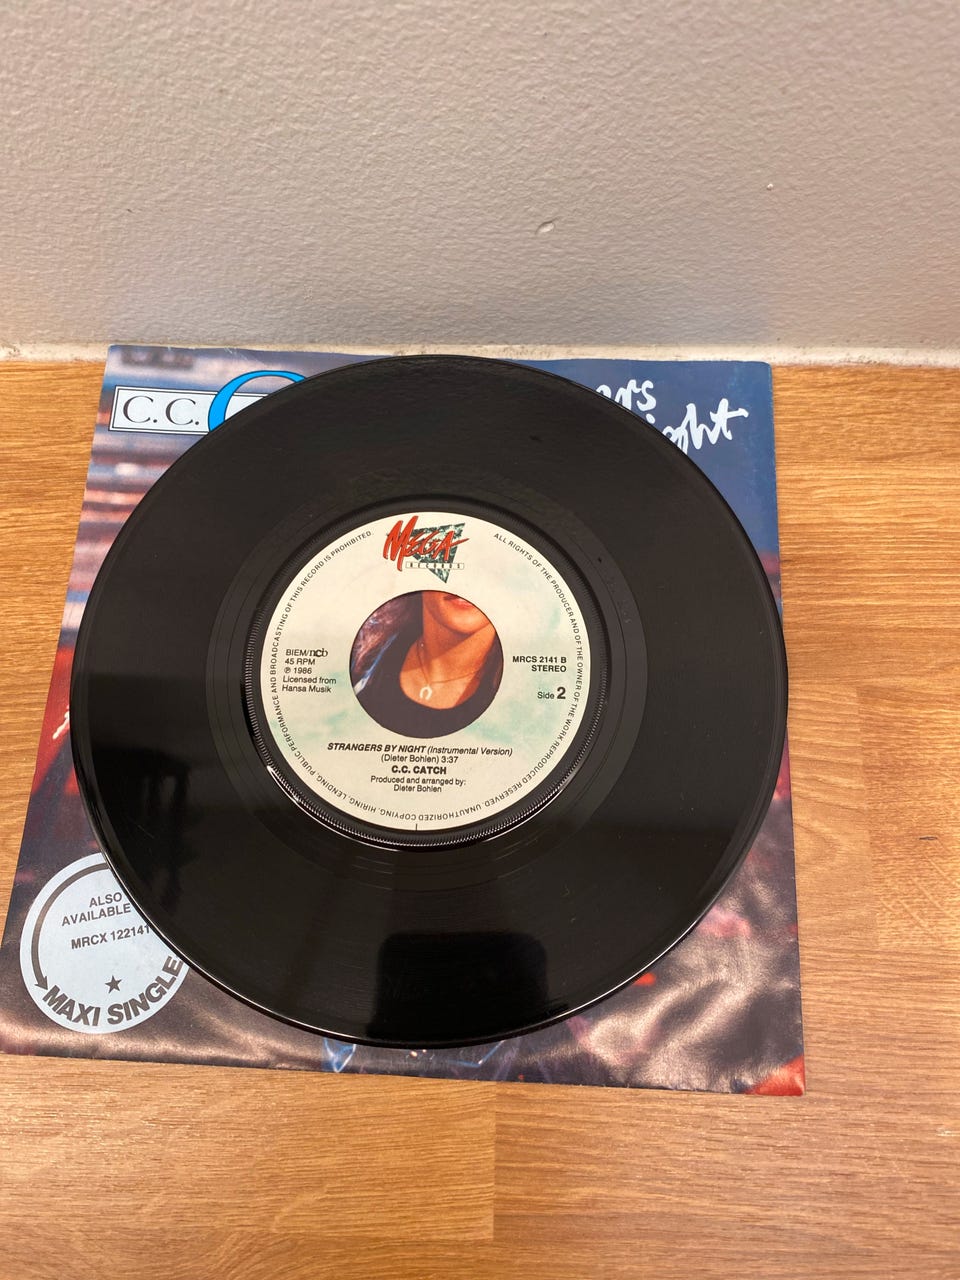 C.C.
ers
ight
MEGA
RECORDS
ALL RIGHTS OF THE PRODUCER AND OF THE OWNER OF THE WORK REPRODUCED RESERVED. UNAUTHORIZED COPYING, HIRING, LENDING, PUBLIC PERFORMANCE AND BROADCASTING OF THIS RECORD IS PROHIBITED.
BIEM/ncb
45 RPM
℗ 1986
Licensed from
Hansa Musik
MRCS 2141 B
STEREO
Side 2
STRANGERS BY NIGHT (Instrumental Version)
(Dieter Bohlen) 3:37
C.C. CATCH
Produced and arranged by:
Dieter Bohlen
ALSO
AVAILABLE
MRCX 122141
MAXI SINGLE